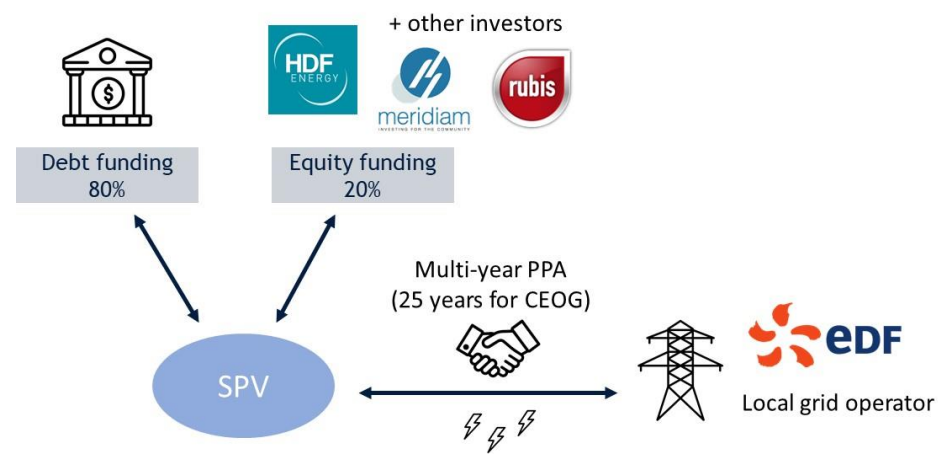 + other investors
HDF
ENERGY
meridiam
INVESTING FOR THE COMMUNITY
rubis
$
Debt funding
80%
Equity funding
20%
Multi-year PPA
(25 years for CEOG)
SPV
eDF
Local grid operator